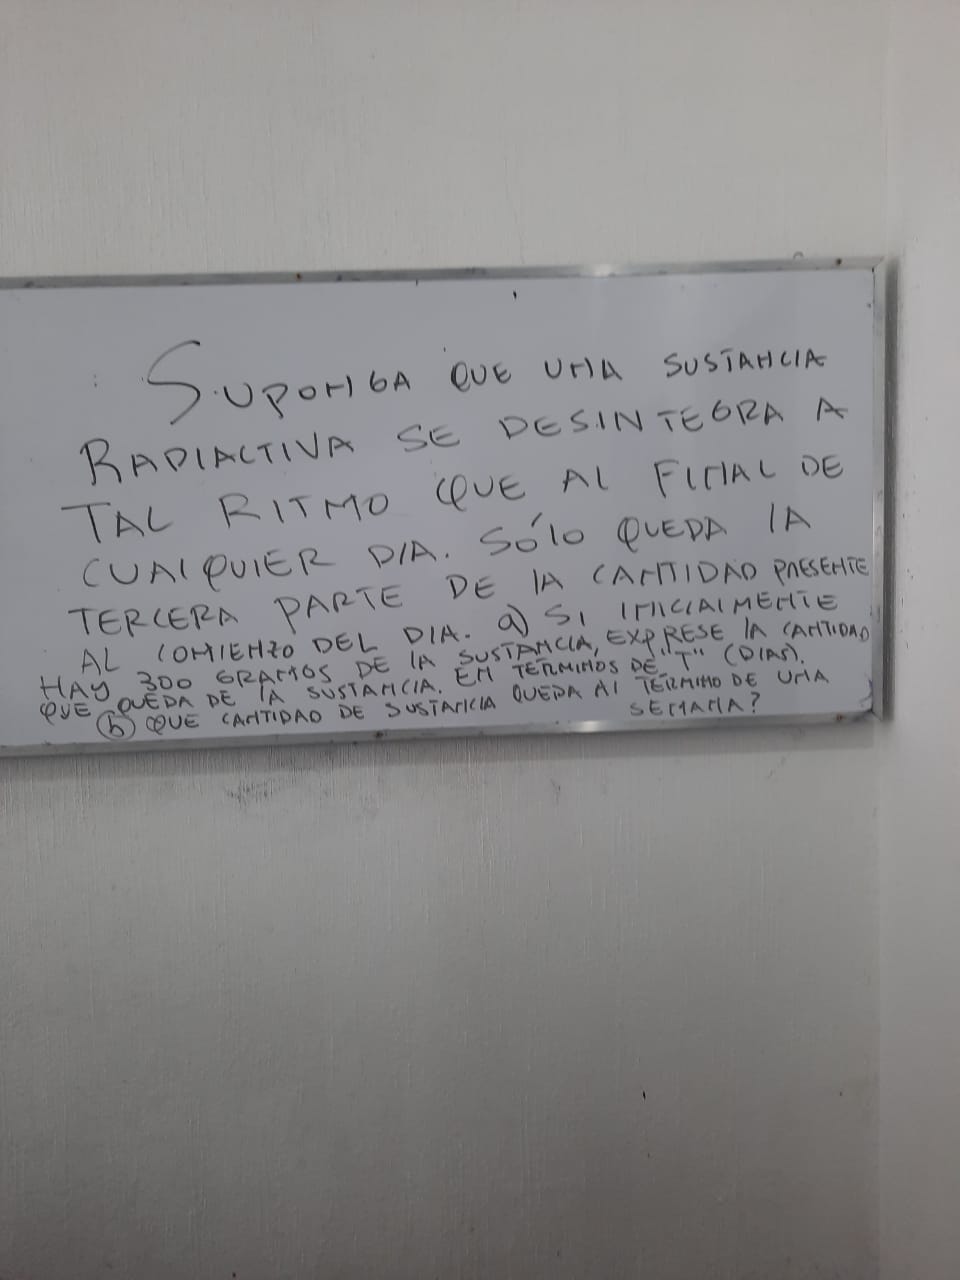 SUPONGA QUE UNA SUSTANCIA
RADIACTIVA SE DESINTEGRA A
TAL RITMO QUE AL FINAL DE
CUALQUIER DIA. SÓlO QUEDA lA
TERCERA PARTE DE lA CANTIDAD PRESENTE
AL COMIENZO DEL DIA. a) SI INICIALMENTE
HAY 300 GRAMOS DE lA SUSTANCIA, EXPRESE lA CANTIDAD
QUE QUEDA DE lA SUSTANCIA. EN TERMINOS DE "T" (DIAS).
b) QUE CANTIDAD DE SUSTANCIA QUEDA Al TERMINO DE UNA
SEMANA?